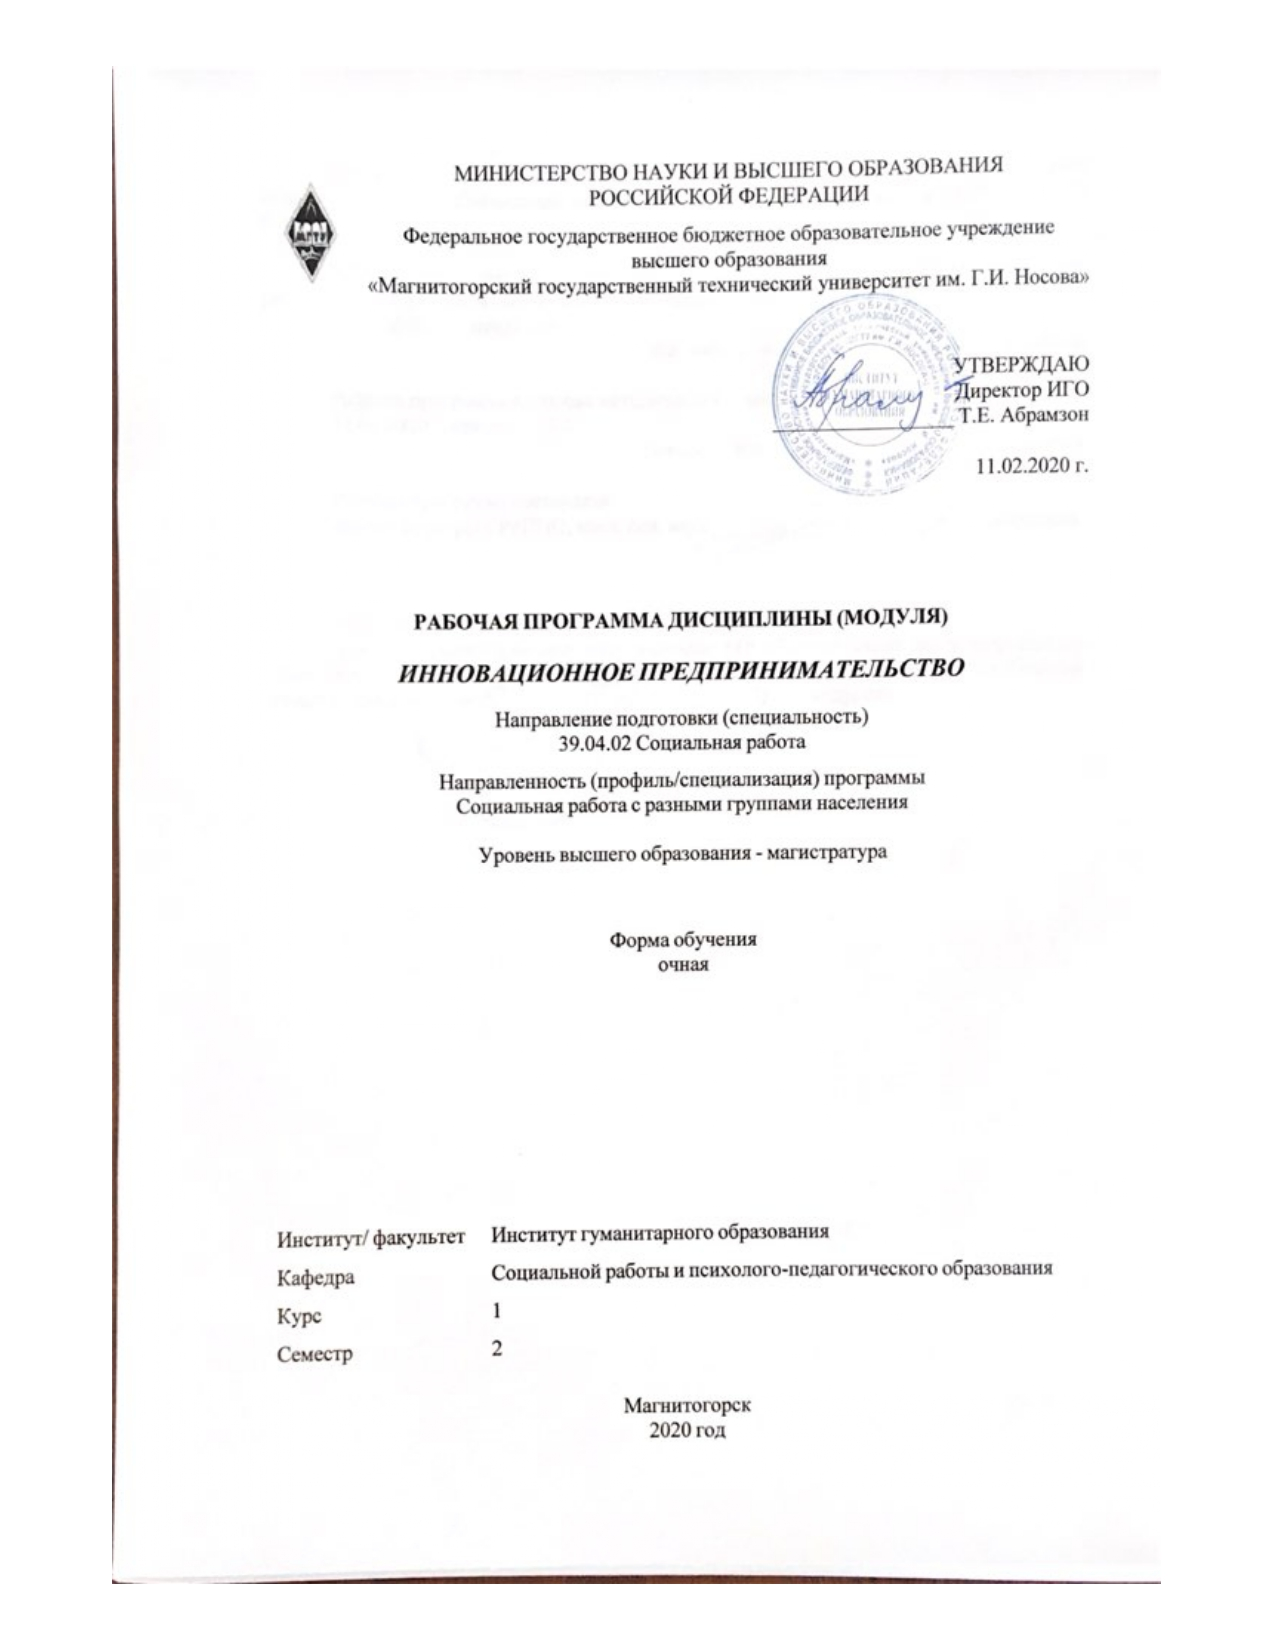 МИНИСТЕРСТВО НАУКИ И ВЫСШЕГО ОБРАЗОВАНИЯ
РОССИЙСКОЙ ФЕДЕРАЦИИ
МГТУ
Федеральное государственное бюджетное образовательное учреждение
высшего образования
«Магнитогорский государственный технический университет им. Г.И. Носова»
УТВЕРЖДАЮ
Директор ИГО
Т.Е. Абрамзон
11.02.2020 г.
РАБОЧАЯ ПРОГРАММА ДИСЦИПЛИНЫ (МОДУЛЯ)
ИННОВАЦИОННОЕ ПРЕДПРИНИМАТЕЛЬСТВО
Направление подготовки (специальность)
39.04.02 Социальная работа
Направленность (профиль/специализация) программы
Социальная работа с разными группами населения
Уровень высшего образования - магистратура
Форма обучения
очная
Институт/ факультет Институт гуманитарного образования
Кафедра Социальной работы и психолого-педагогического образования
Курс 1
Семестр 2
Магнитогорск
2020 год